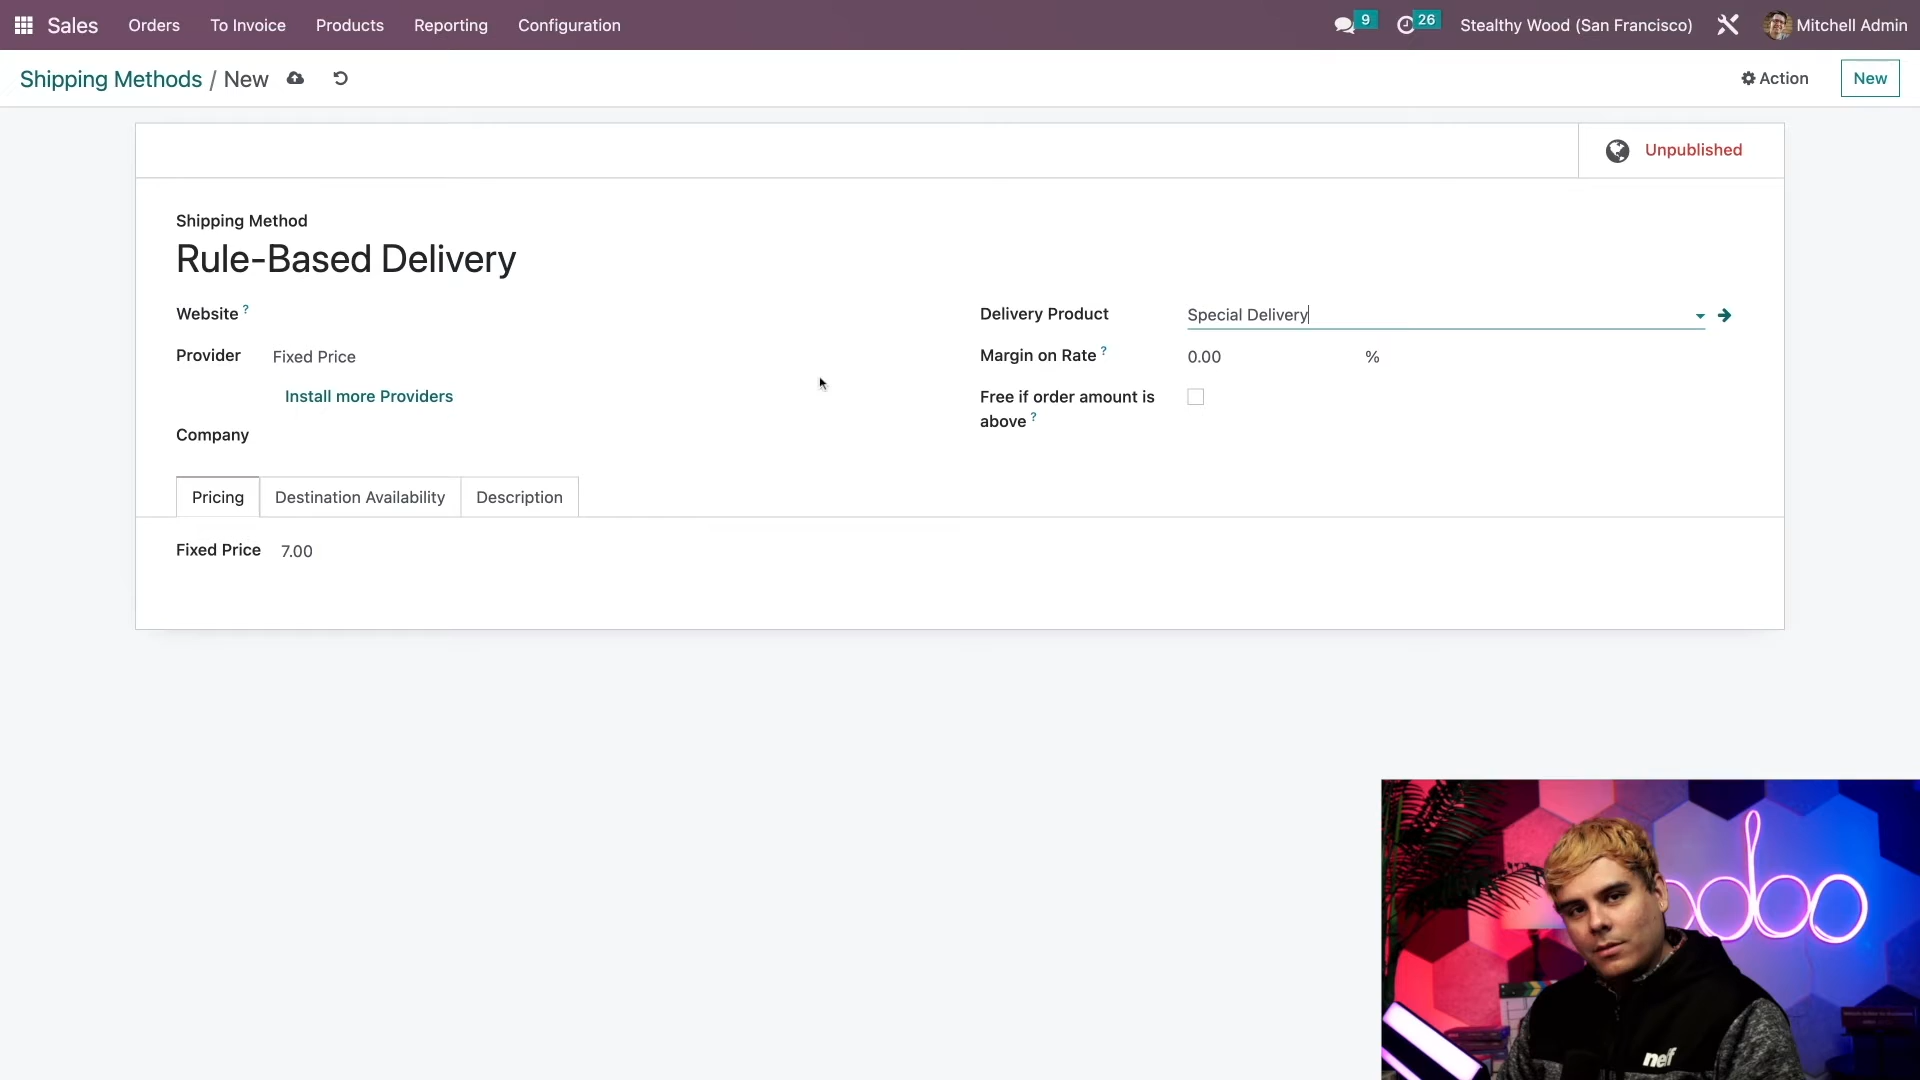 Sales Orders To Invoice Products Reporting Configuration 9 26 Stealthy Wood (San Francisco) Mitchell Admin
Shipping Methods / New Action New
Unpublished
Shipping Method
Rule-Based Delivery
Website ? Delivery Product Special Delivery
Provider Fixed Price Margin on Rate ? 0.00 %
Install more Providers Free if order amount is
above ?
Company
Pricing Destination Availability Description
Fixed Price 7.00
odoo
neff